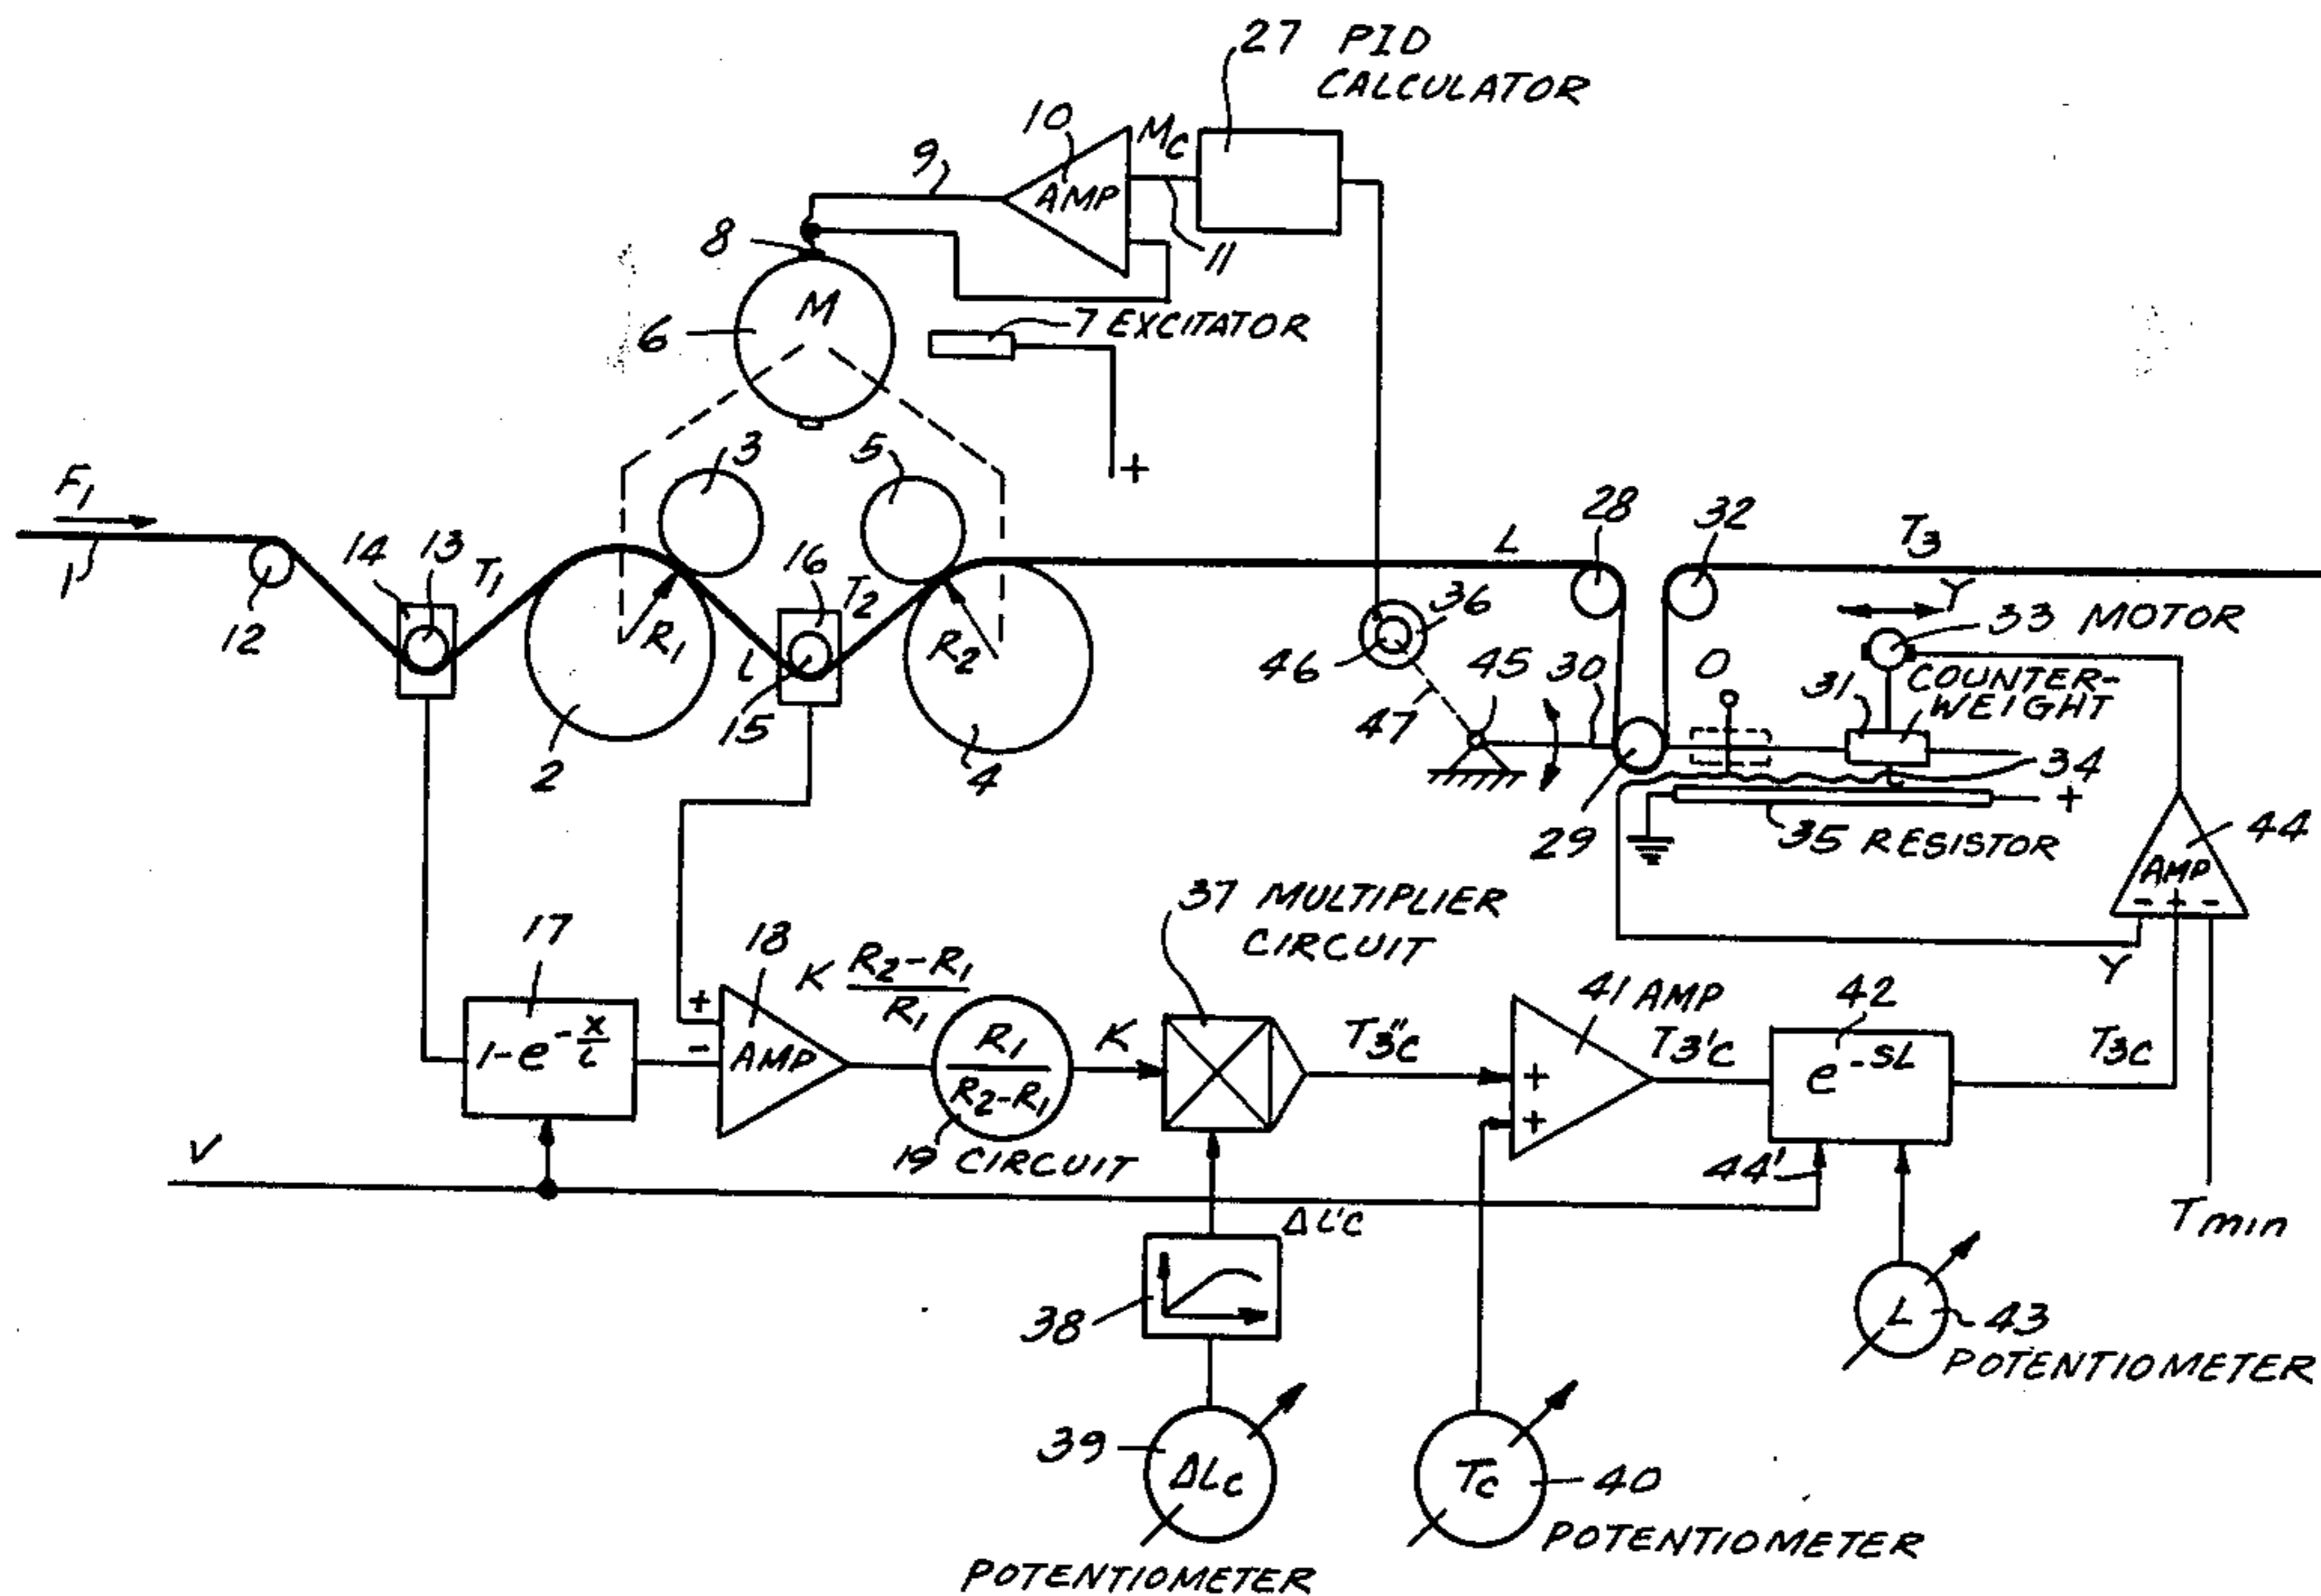 27 PID
CALCULATOR
10
Mc
9
AMP
11
8
M
6
7 EXCITATOR
+
3
5
F1
1
12
14
13
T1
R1
2
L
16
T2
15
R2
4
L
28
32
T3
Y
36
46
47
45
30
O
33 MOTOR
31
COUNTER-
WEIGHT
34
+
29
35 RESISTOR
44
AMP
- + -
Y
17
1-e^-x/L
18
+
-
AMP
K R2-R1/R1
R1/R2-R1
19 CIRCUIT
K
37 MULTIPLIER
CIRCUIT
T3"C
41 AMP
+
+
T3'C
42
e^-SL
T3C
V
44'
Tmin
ΔL'C
38
39
ΔLC
POTENTIOMETER
TC
40
POTENTIOMETER
L
43
POTENTIOMETER